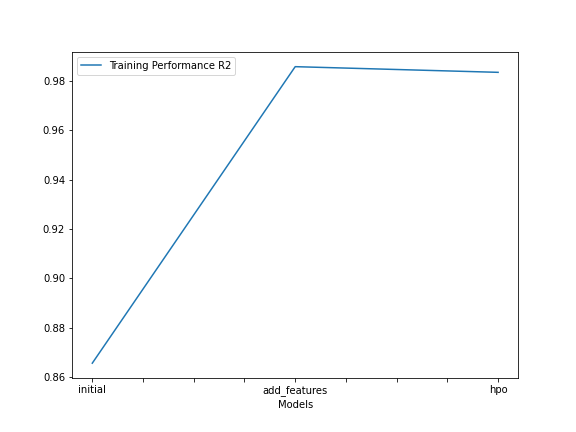 Training Performance R2
0.98
0.96
0.94
0.92
0.90
0.88
0.86
initial add_features hpo
Models